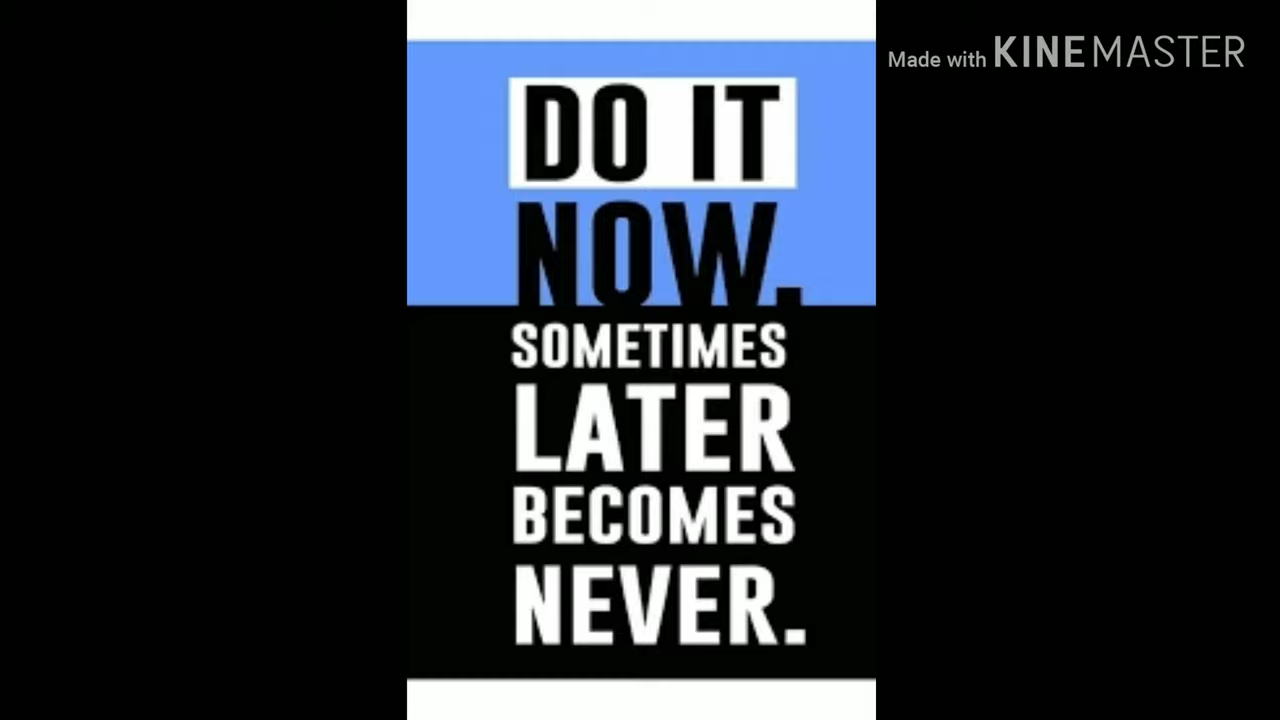 Made with KINEMASTER
DO IT
NOW.
SOMETIMES
LATER
BECOMES
NEVER.